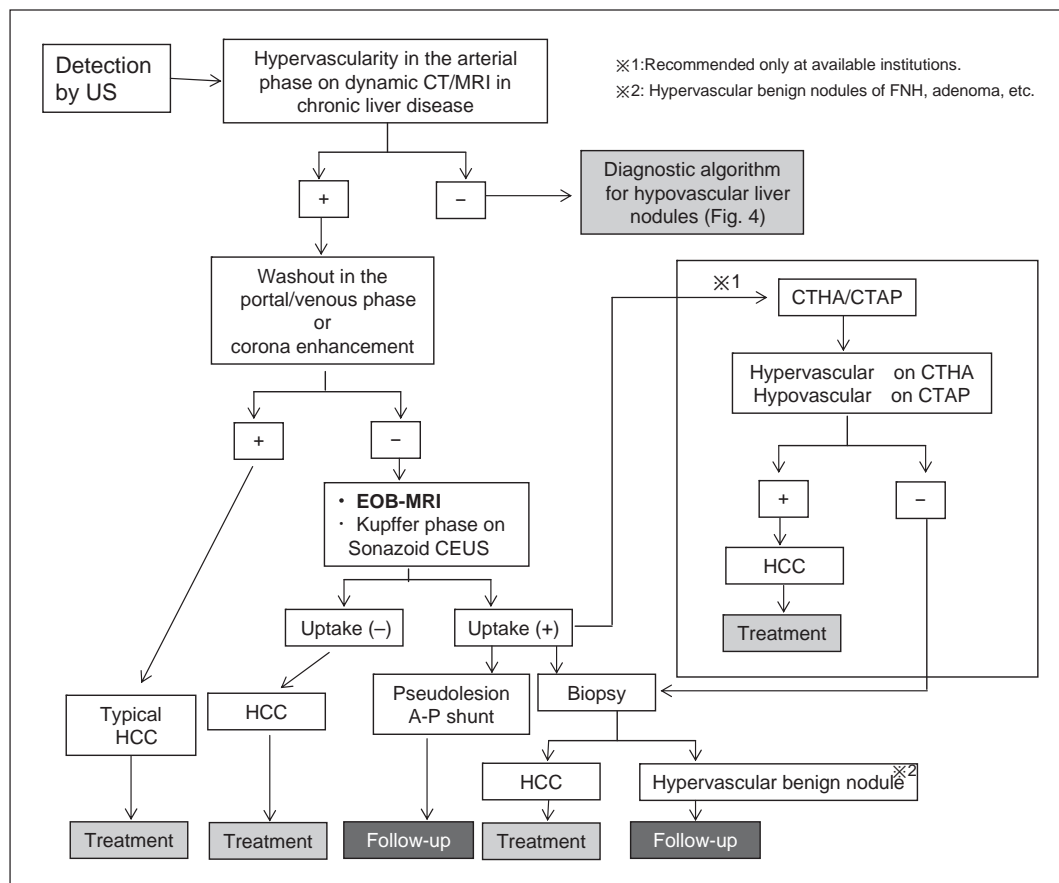 Detection
by US
Hypervascularity in the arterial
phase on dynamic CT/MRI in
chronic liver disease
※1:Recommended only at available institutions.
※2: Hypervascular benign nodules of FNH, adenoma, etc.
+
−
Diagnostic algorithm
for hypovascular liver
nodules (Fig. 4)
Washout in the
portal/venous phase
or
corona enhancement
※1
CTHA/CTAP
Hypervascular on CTHA
Hypovascular on CTAP
+
−
+
−
• EOB-MRI
· Kupffer phase on
Sonazoid CEUS
HCC
Uptake (–)
Uptake (+)
Treatment
Typical
HCC
HCC
Pseudolesion
A-P shunt
Biopsy
HCC
Hypervascular benign nodule※2
Treatment
Treatment
Follow-up
Treatment
Follow-up